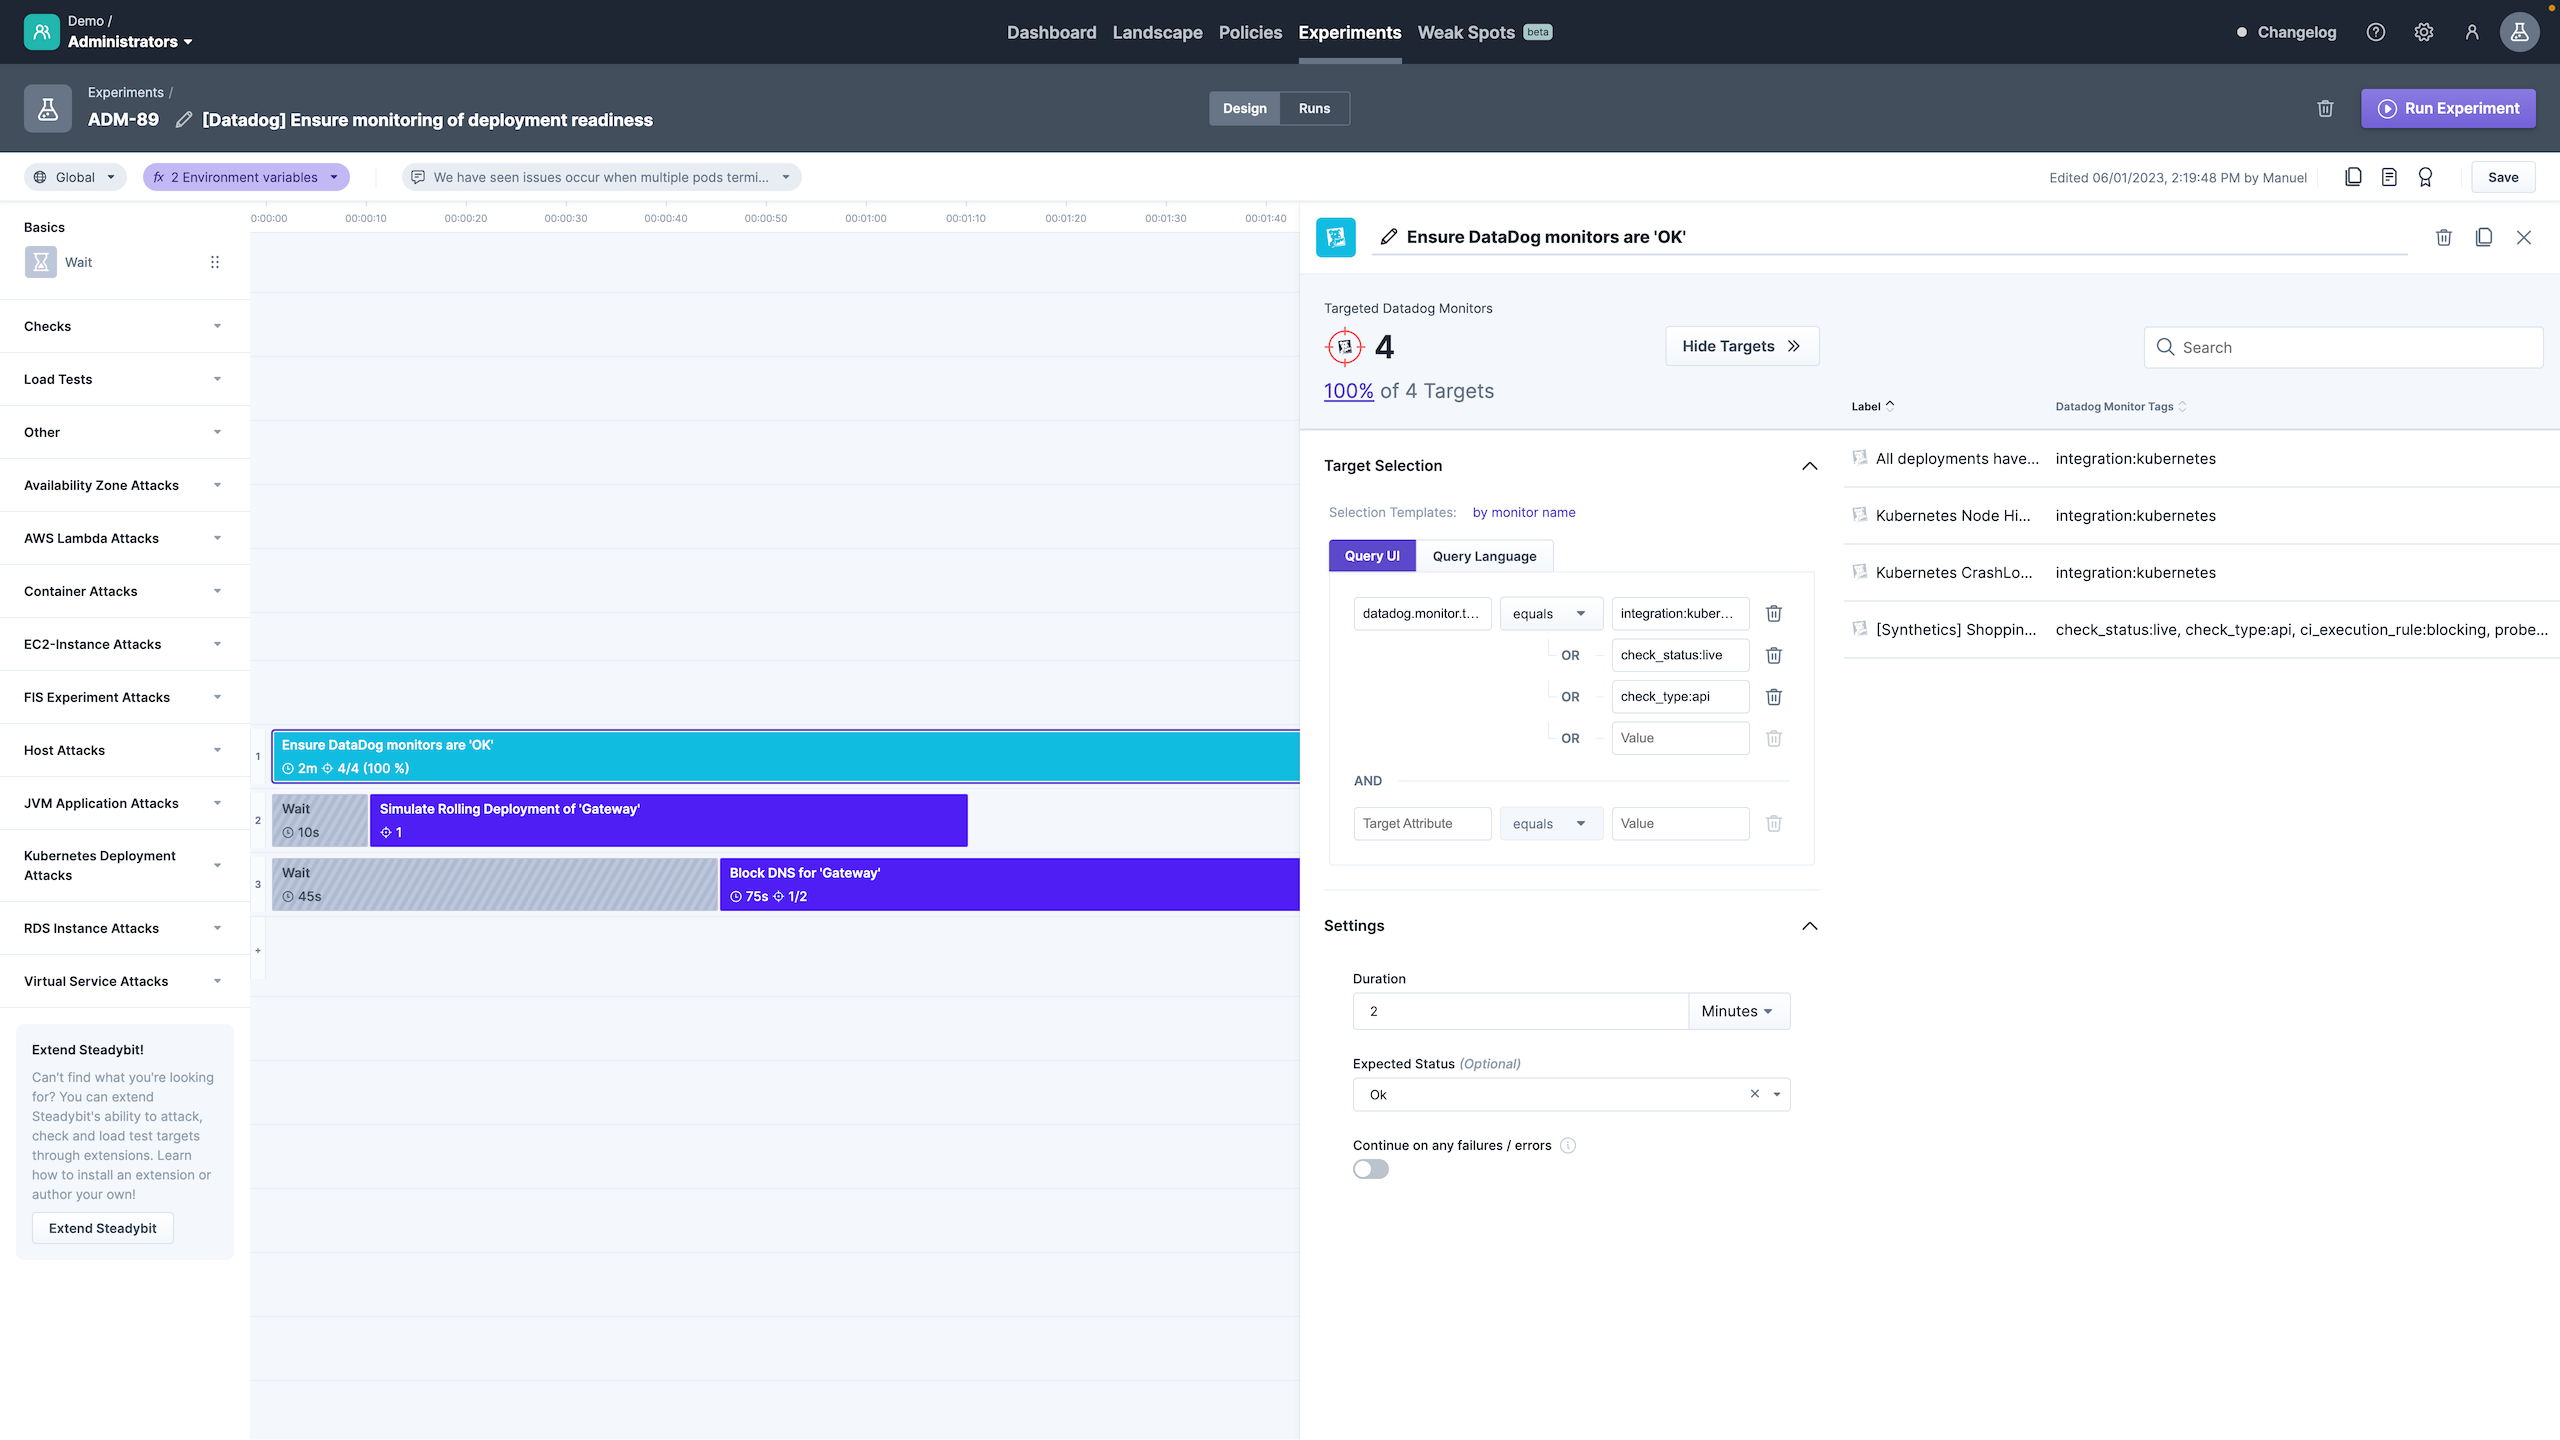 Demo /
Administrators
Dashboard Landscape Policies Experiments Weak Spots beta
Changelog
Experiments /
ADM-89 [Datadog] Ensure monitoring of deployment readiness
Design Runs
Run Experiment
Global
fx 2 Environment variables
We have seen issues occur when multiple pods termi...
Edited 06/01/2023, 2:19:48 PM by Manuel
Save
Basics
Wait
Checks
Load Tests
Other
Availability Zone Attacks
AWS Lambda Attacks
Container Attacks
EC2-Instance Attacks
FIS Experiment Attacks
Host Attacks
JVM Application Attacks
Kubernetes Deployment
Attacks
RDS Instance Attacks
Virtual Service Attacks
Extend Steadybit!
Can't find what you're looking
for? You can extend
Steadybit's ability to attack,
check and load test targets
through extensions. Learn
how to install an extension or
author your own!
Extend Steadybit
0:00:00 00:00:10 00:00:20 00:00:30 00:00:40 00:00:50 00:01:00 00:01:10 00:01:20 00:01:30 00:01:40
1
Ensure DataDog monitors are 'OK'
2m 4/4 (100 %)
2
Wait
10s
Simulate Rolling Deployment of 'Gateway'
1
3
Wait
45s
Block DNS for 'Gateway'
75s 1/2
+
Ensure DataDog monitors are 'OK'
Targeted Datadog Monitors
4
100% of 4 Targets
Hide Targets
Search
Target Selection
Selection Templates: by monitor name
Query UI Query Language
datadog.monitor.t... equals integration:kuber...
OR check_status:live
OR check_type:api
OR Value
AND
Target Attribute equals Value
Settings
Duration
2 Minutes
Expected Status (Optional)
Ok
Continue on any failures / errors
Label Datadog Monitor Tags
All deployments have... integration:kubernetes
Kubernetes Node Hi... integration:kubernetes
Kubernetes CrashLo... integration:kubernetes
[Synthetics] Shoppin... check_status:live, check_type:api, ci_execution_rule:blocking, probe...